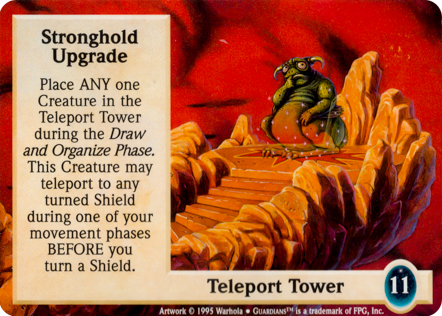 Stronghold
Upgrade
Place ANY one
Creature in the
Teleport Tower
during the Draw
and Organize Phase.
This Creature may
teleport to any
turned Shield
during one of your
movement phases
BEFORE you
turn a Shield.
Teleport Tower
11
Artwork © 1995 Warhola • GUARDIANS™ is a trademark of FPG, Inc.